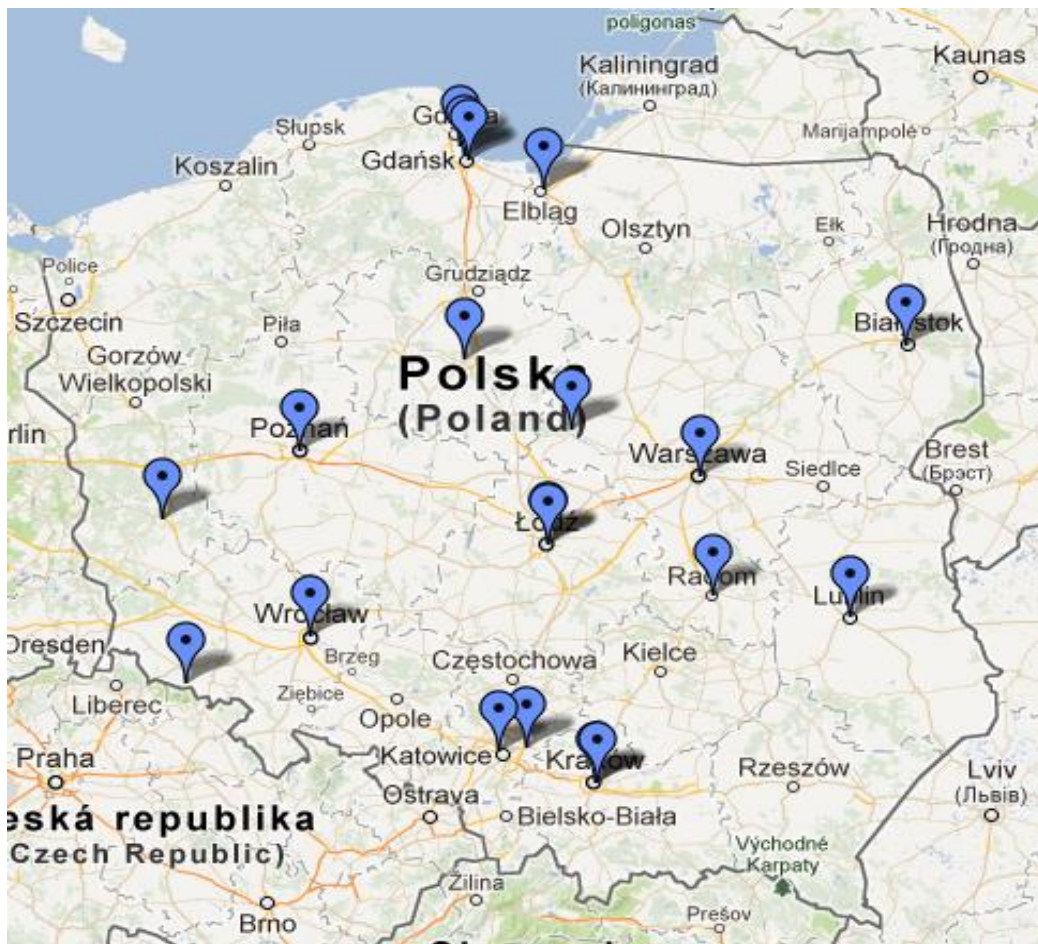 poligonas
Kaunas
Kaliningrad
(Калининград)
Marijampolė
Słupsk
Gdańsk
Koszalin
Elbląg
Olsztyn
Ełk
Hrodna
(Гродна)
Police
Grudziądz
Szczecin
Piła
Białystok
Gorzów
Wielkopolski
Polska
(Poland)
Poznań
rlin
Warszawa
Siedlce
Brest
(Брэст)
Łódź
Radom
Lublin
Wrocław
Dresden
Brzeg
Częstochowa
Kielce
Liberec
Ziębice
Opole
Katowice
Kraków
Praha
Rzeszów
Lviv
(Львів)
Ostrava
Bielsko-Biała
eská republika
Czech Republic)
Východné
Karpaty
Žilina
Brno
Prešov